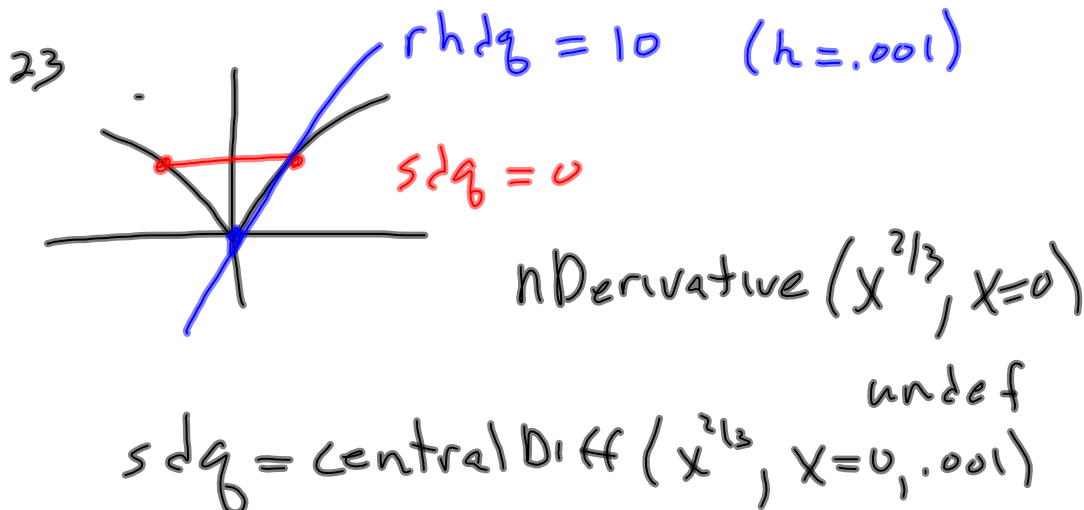 23
rhdq = 10 (h=.001)
sdq = 0
nDerivative (x^2/3, x=0)
undef
sdq = centralDiff (x^2/3, x=0, .001)